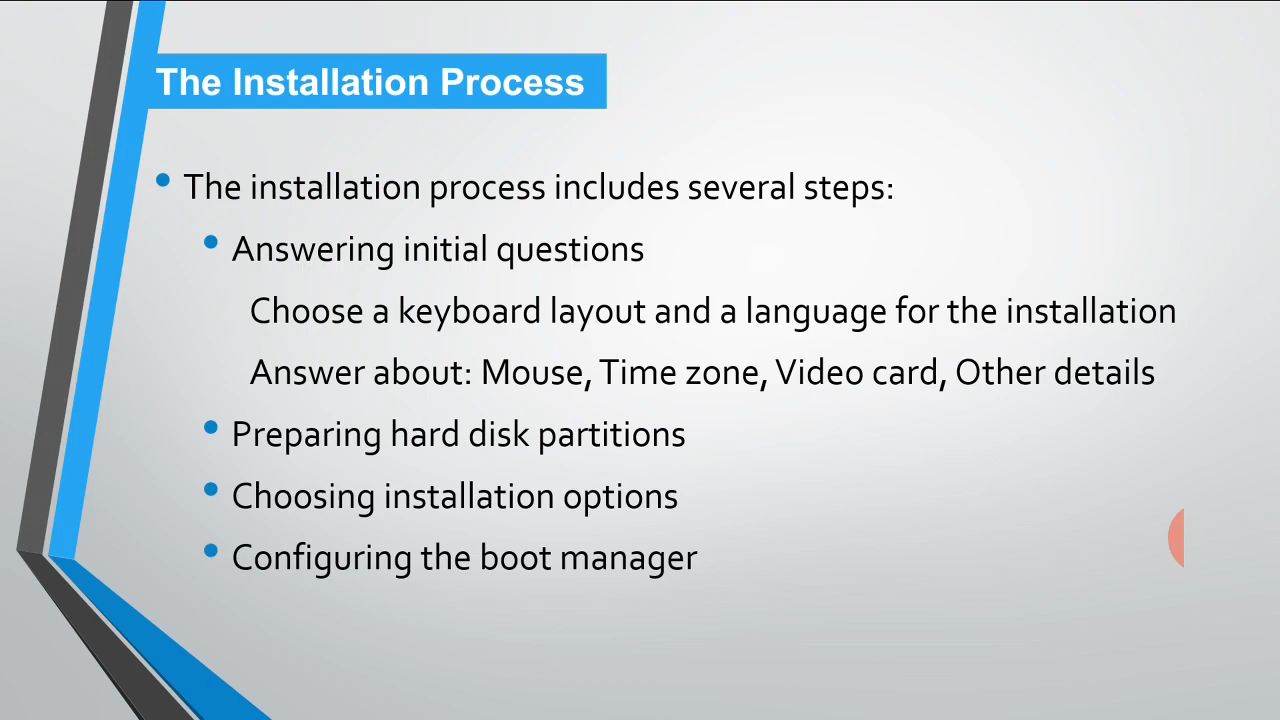 The Installation Process
The installation process includes several steps:
Answering initial questions
Choose a keyboard layout and a language for the installation
Answer about: Mouse, Time zone, Video card, Other details
Preparing hard disk partitions
Choosing installation options
Configuring the boot manager